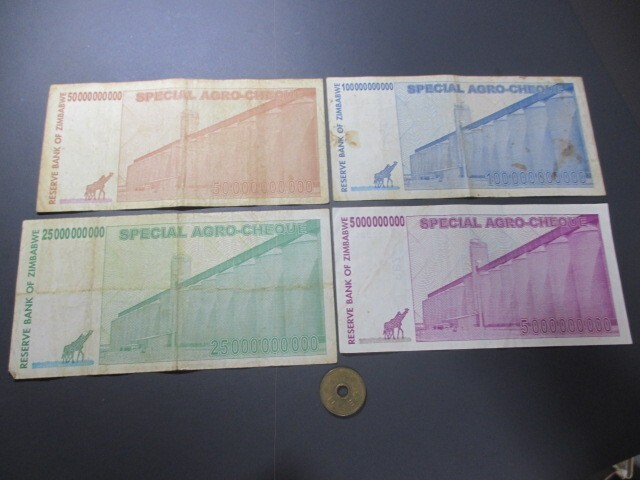 50000000000
SPECIAL AGRO-CHEQUE
RESERVE BANK OF ZIMBABWE
50000000000
100000000000
SPECIAL AGRO-CHEQUE
RESERVE BANK OF ZIMBABWE
100000000000
25000000000
SPECIAL AGRO-CHEQUE
RESERVE BANK OF ZIMBABWE
25000000000
5000000000
SPECIAL AGRO-CHEQUE
RESERVE BANK OF ZIMBABWE
5000000000